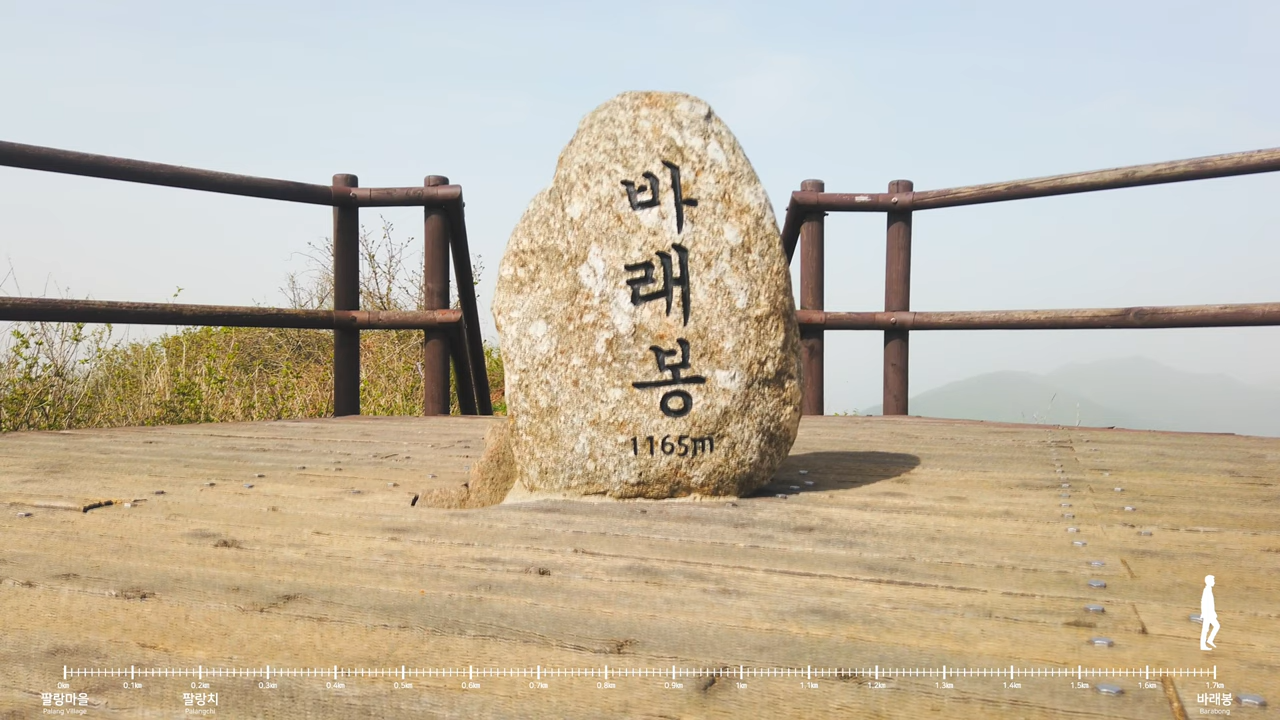 바
래
봉
1165m
0km 0.1km 0.2km 0.3km 0.4km 0.5km 0.6km 0.7km 0.8km 0.9km 1km 1.1km 1.2km 1.3km 1.4km 1.5km 1.6km 1.7km
팔랑마을 팔랑치 바래봉
Palang Village Palangchi Barabong